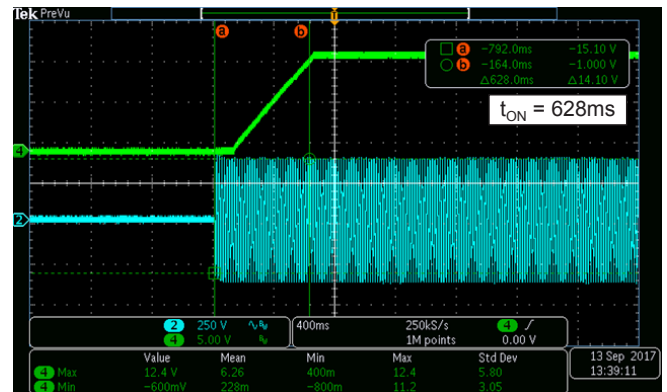 Tek PreVu
T
a
b
a −792.0ms −15.10 V
b −164.0ms −1.000 V
△628.0ms △14.10 V
tON = 628ms
4
2
2 250 V
4 5.00 V
400ms 250kS/s 4
1M points 0.00 V
Value Mean Min Max Std Dev
4 Max 12.4 V 6.26 400m 12.4 5.80
4 Min −600mV 228m −800m 11.2 3.05
13 Sep 2017
13:39:11